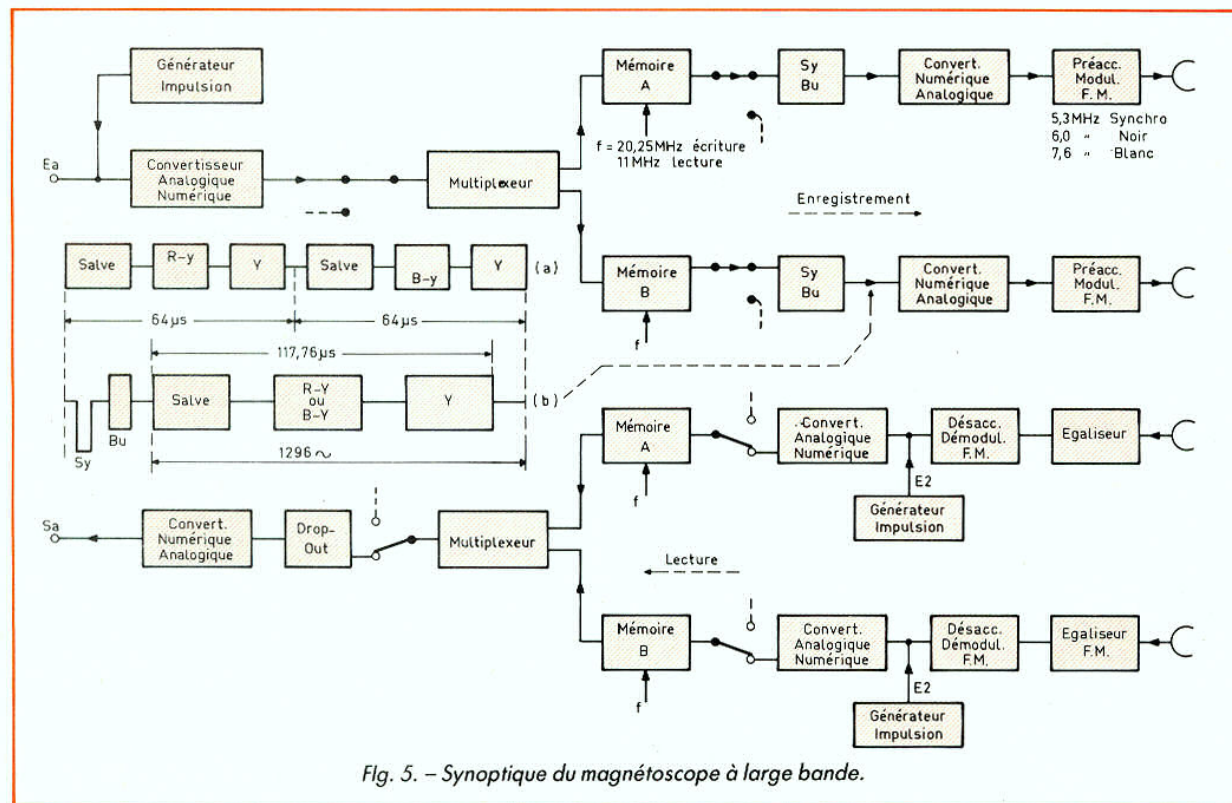 Générateur
Impulsion
Ea
Convertisseur
Analogique
Numérique
Multiplexeur
Mémoire
A
f = 20,25MHz écriture
11MHz lecture
Sy
Bu
Convert.
Numérique
Analogique
Préacc.
Modul.
F. M.
5,3MHz Synchro
6,0 " Noir
7,6 " Blanc
Enregistrement
Mémoire
B
f
Sy
Bu
Convert.
Numérique
Analogique
Préacc.
Modul.
F. M.
Salve
R-y
Y
Salve
B-y
Y
(a)
64µs
64µs
117,76µs
Sy
Bu
Salve
R-Y
ou
B-Y
Y
(b)
1296 ~
Mémoire
A
f
Convert.
Analogique
Numérique
E2
Générateur
Impulsion
Désacc.
Démodul.
F.M.
Egaliseur
Sa
Convert.
Numérique
Analogique
Drop-
Out
Multiplexeur
Lecture
Mémoire
B
f
Convert.
Analogique
Numérique
E2
Générateur
Impulsion
Désacc.
Démodul.
F.M.
Egaliseur
F.M.
Fig. 5. – Synoptique du magnétoscope à large bande.